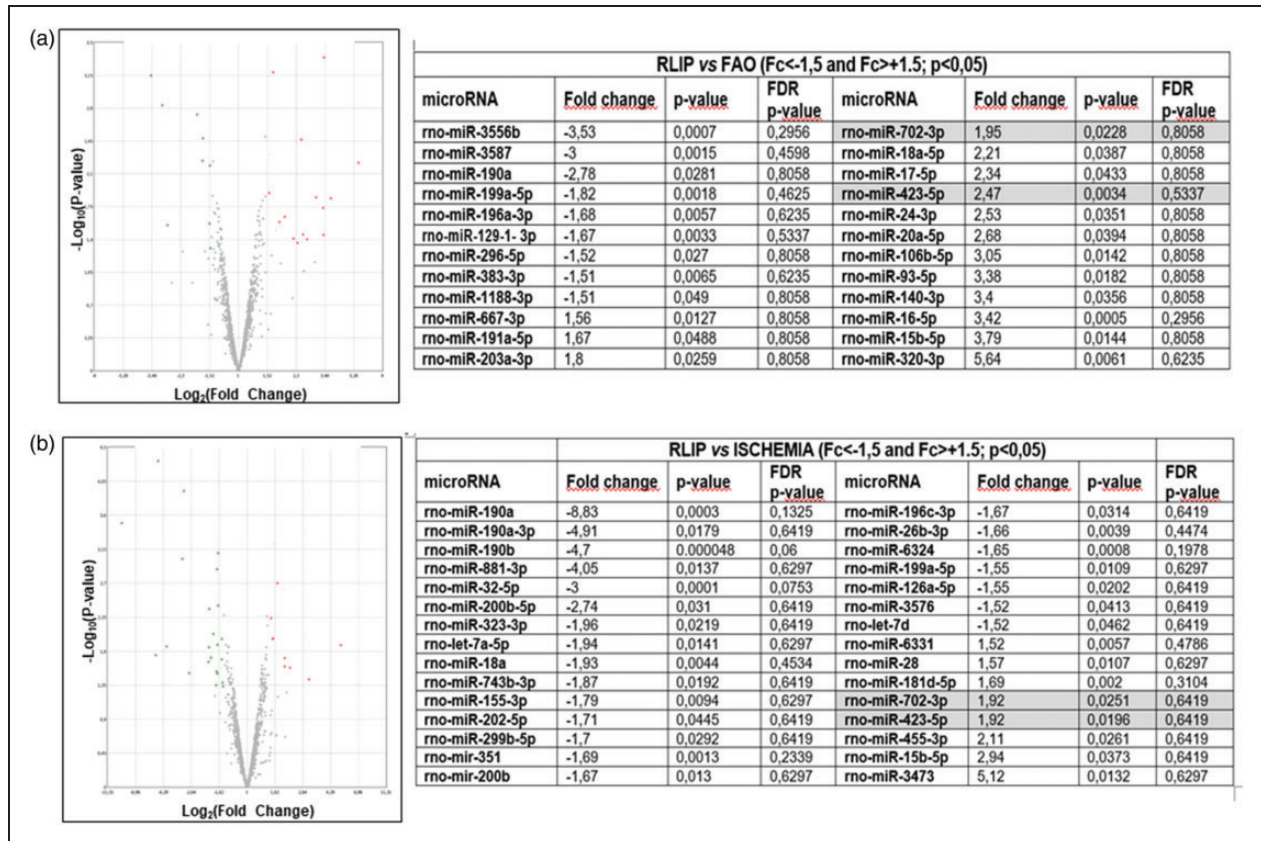 (a)
-Log₁₀(P-value)
Log₂(Fold Change)
RLIP vs FAO (Fc<-1,5 and Fc>+1.5; p<0,05)
microRNA Fold change p-value FDR p-value microRNA Fold change p-value FDR p-value
rno-miR-3556b -3,53 0,0007 0,2956 rno-miR-702-3p 1,95 0,0228 0,8058
rno-miR-3587 -3 0,0015 0,4598 rno-miR-18a-5p 2,21 0,0387 0,8058
rno-miR-190a -2,78 0,0281 0,8058 rno-miR-17-5p 2,34 0,0433 0,8058
rno-miR-199a-5p -1,82 0,0018 0,4625 rno-miR-423-5p 2,47 0,0034 0,5337
rno-miR-196a-3p -1,68 0,0057 0,6235 rno-miR-24-3p 2,53 0,0351 0,8058
rno-miR-129-1- 3p -1,67 0,0033 0,5337 rno-miR-20a-5p 2,68 0,0394 0,8058
rno-miR-296-5p -1,52 0,027 0,8058 rno-miR-106b-5p 3,05 0,0142 0,8058
rno-miR-383-3p -1,51 0,0065 0,6235 rno-miR-93-5p 3,38 0,0182 0,8058
rno-miR-1188-3p -1,51 0,049 0,8058 rno-miR-140-3p 3,4 0,0356 0,8058
rno-miR-667-3p 1,56 0,0127 0,8058 rno-miR-16-5p 3,42 0,0005 0,2956
rno-miR-191a-5p 1,67 0,0488 0,8058 rno-miR-15b-5p 3,79 0,0144 0,8058
rno-miR-203a-3p 1,8 0,0259 0,8058 rno-miR-320-3p 5,64 0,0061 0,6235
(b)
-Log₁₀(P-value)
Log₂(Fold Change)
RLIP vs ISCHEMIA (Fc<-1,5 and Fc>+1.5; p<0,05)
microRNA Fold change p-value FDR p-value microRNA Fold change p-value FDR p-value
rno-miR-190a -8,83 0,0003 0,1325 rno-miR-196c-3p -1,67 0,0314 0,6419
rno-miR-190a-3p -4,91 0,0179 0,6419 rno-miR-26b-3p -1,66 0,0039 0,4474
rno-miR-190b -4,7 0.000048 0,06 rno-miR-6324 -1,65 0,0008 0,1978
rno-miR-881-3p -4,05 0,0137 0,6297 rno-miR-199a-5p -1,55 0,0109 0,6297
rno-miR-32-5p -3 0,0001 0,0753 rno-miR-126a-5p -1,55 0,0202 0,6419
rno-miR-200b-5p -2,74 0,031 0,6419 rno-miR-3576 -1,52 0,0413 0,6419
rno-miR-323-3p -1,96 0,0219 0,6419 rno-let-7d -1,52 0,0462 0,6419
rno-let-7a-5p -1,94 0,0141 0,6297 rno-miR-6331 1,52 0,0057 0,4786
rno-miR-18a -1,93 0,0044 0,4534 rno-miR-28 1,57 0,0107 0,6297
rno-miR-743b-3p -1,87 0,0192 0,6419 rno-miR-181d-5p 1,69 0,002 0,3104
rno-miR-155-3p -1,79 0,0094 0,6297 rno-miR-702-3p 1,92 0,0251 0,6419
rno-miR-202-5p -1,71 0,0445 0,6419 rno-miR-423-5p 1,92 0,0196 0,6419
rno-miR-299b-5p -1,7 0,0292 0,6419 rno-miR-455-3p 2,11 0,0261 0,6419
rno-mir-351 -1,69 0,0013 0,2339 rno-miR-15b-5p 2,94 0,0373 0,6419
rno-mir-200b -1,67 0,013 0,6297 rno-miR-3473 5,12 0,0132 0,6297